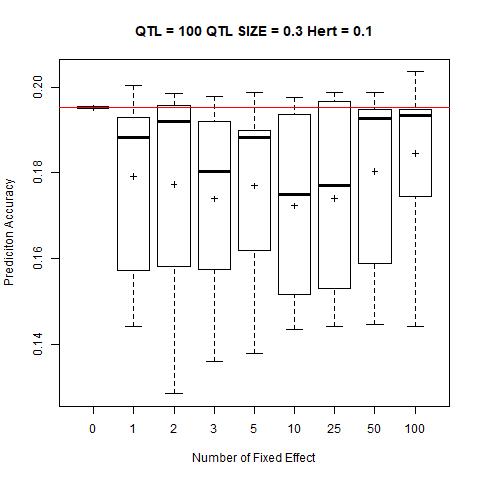 QTL = 100 QTL SIZE = 0.3 Hert = 0.1
Prediciton Accuracy
0.20
0.18
0.16
0.14
0 1 2 3 5 10 25 50 100
Number of Fixed Effect